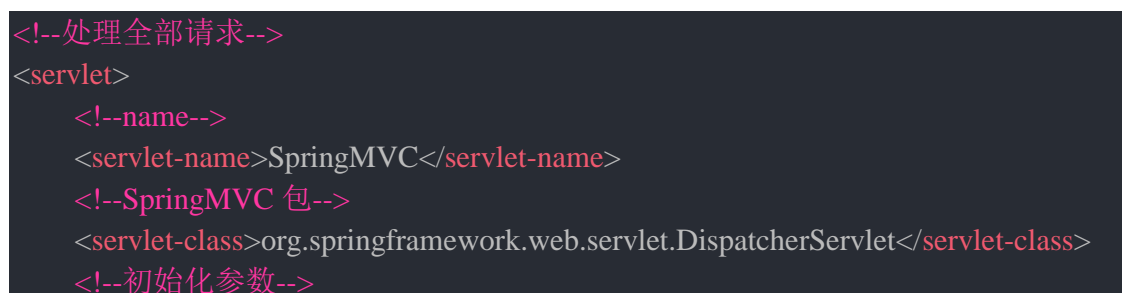 <!--处理全部请求-->
<servlet>
<!--name-->
<servlet-name>SpringMVC</servlet-name>
<!--SpringMVC 包-->
<servlet-class>org.springframework.web.servlet.DispatcherServlet</servlet-class>
<!--初始化参数-->